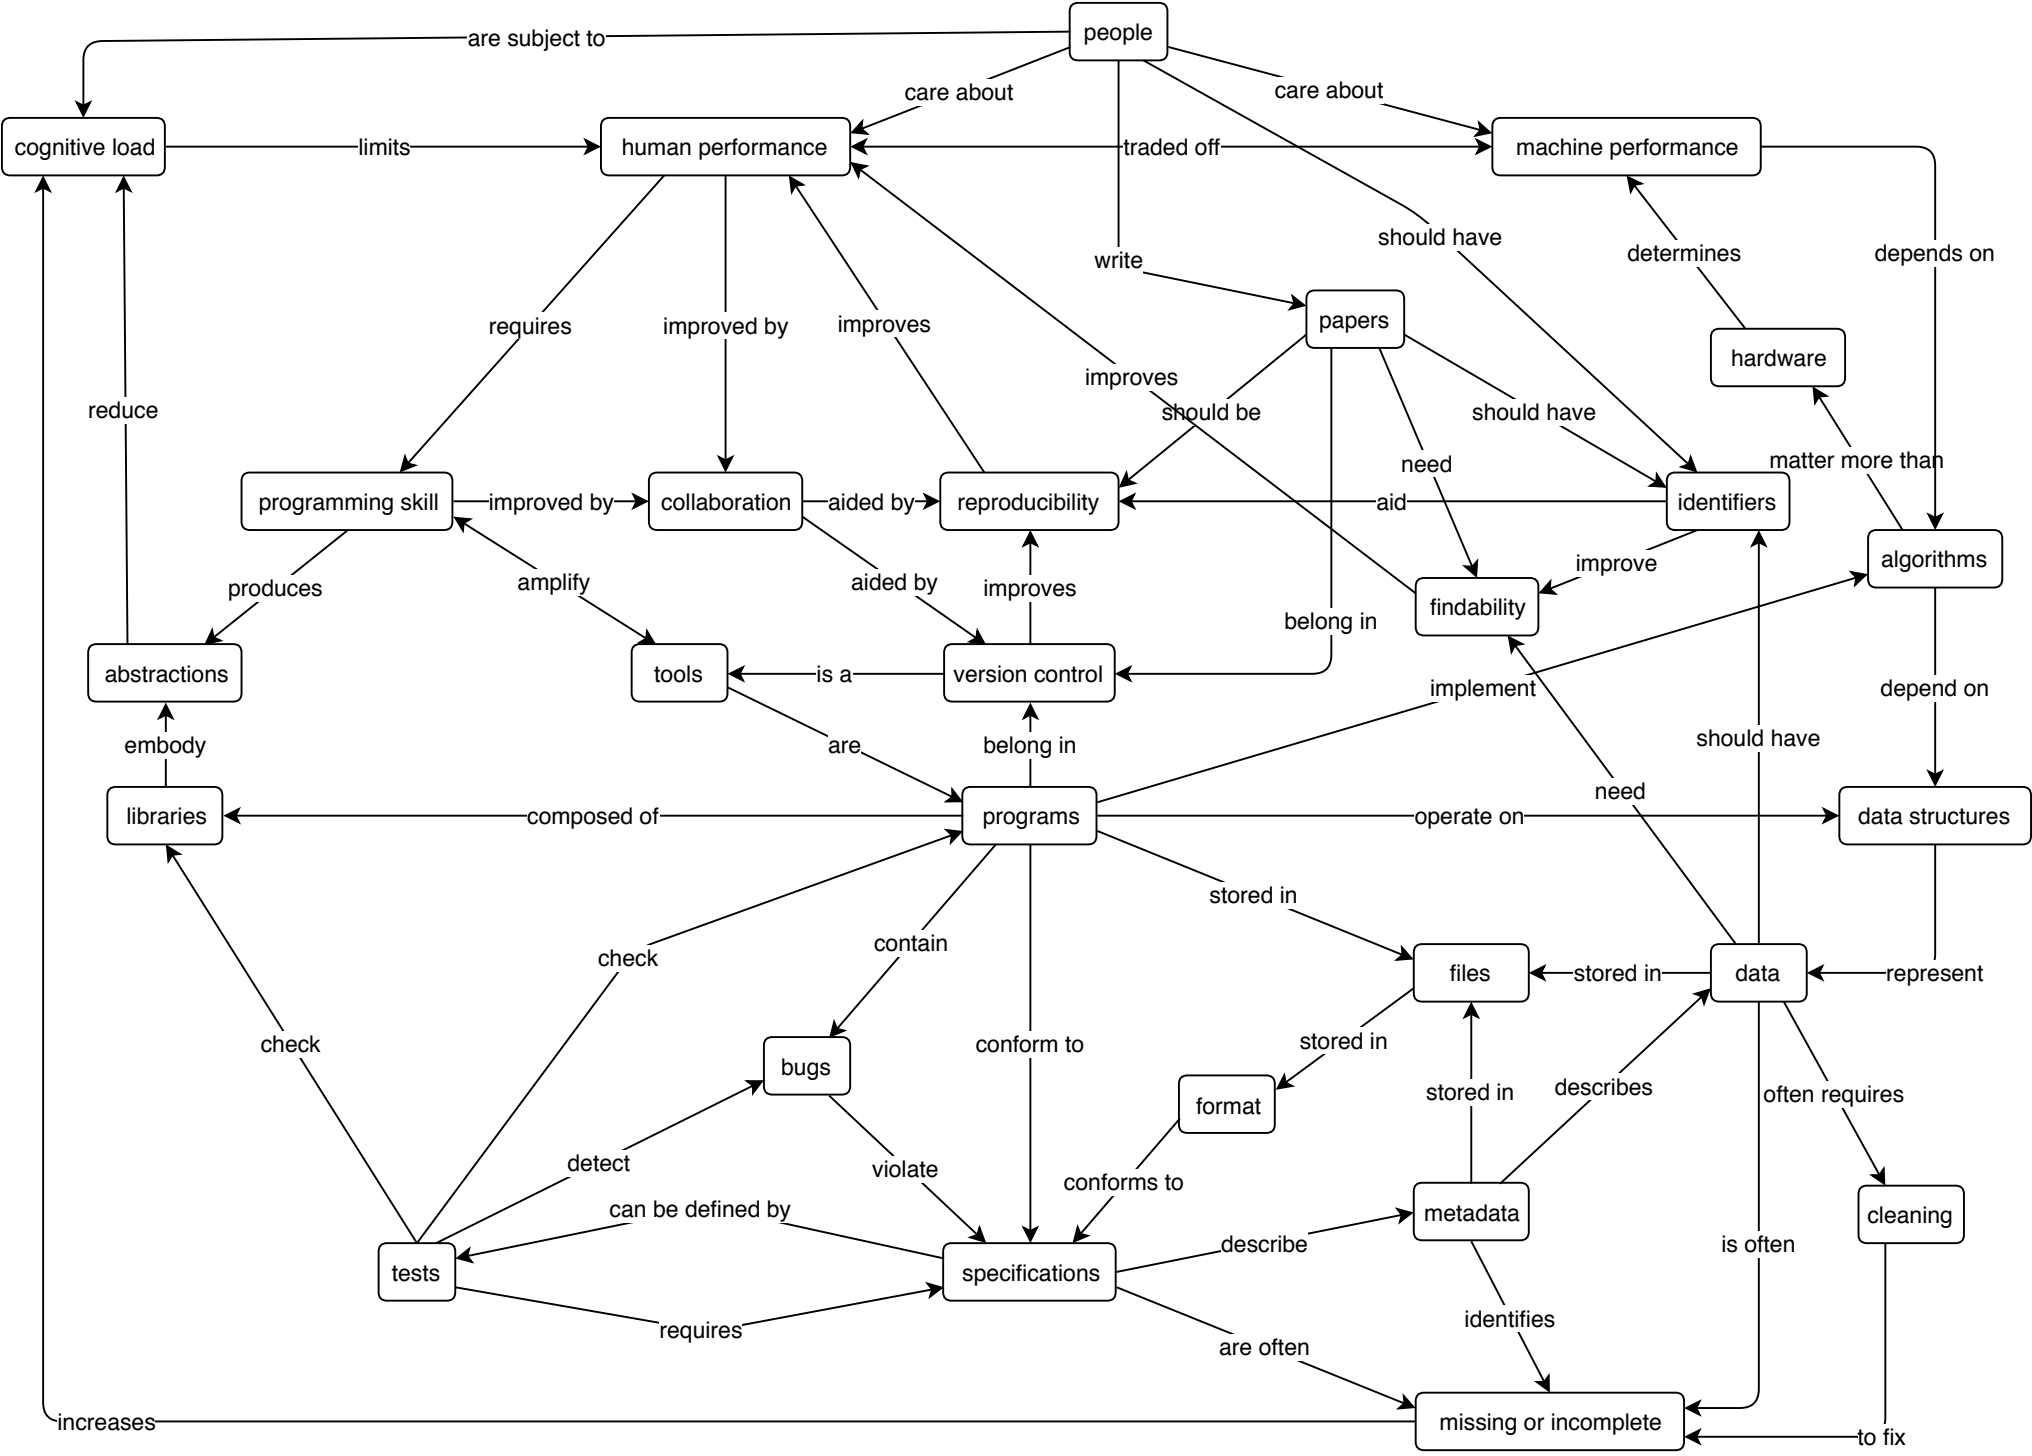 people
are subject to
care about
care about
cognitive load
limits
human performance
traded off
machine performance
should have
write
determines
depends on
papers
requires
improved by
improves
hardware
improves
reduce
should be
should have
need
matter more than
programming skill
improved by
collaboration
aided by
reproducibility
aid
identifiers
algorithms
produces
amplify
aided by
improves
improve
findability
belong in
abstractions
tools
is a
version control
implement
depend on
embody
are
belong in
should have
need
libraries
composed of
programs
operate on
data structures
stored in
contain
check
files
stored in
data
represent
check
conform to
stored in
bugs
format
stored in
describes
often requires
detect
violate
conforms to
can be defined by
metadata
cleaning
describe
is often
tests
specifications
requires
identifies
are often
increases
missing or incomplete
to fix